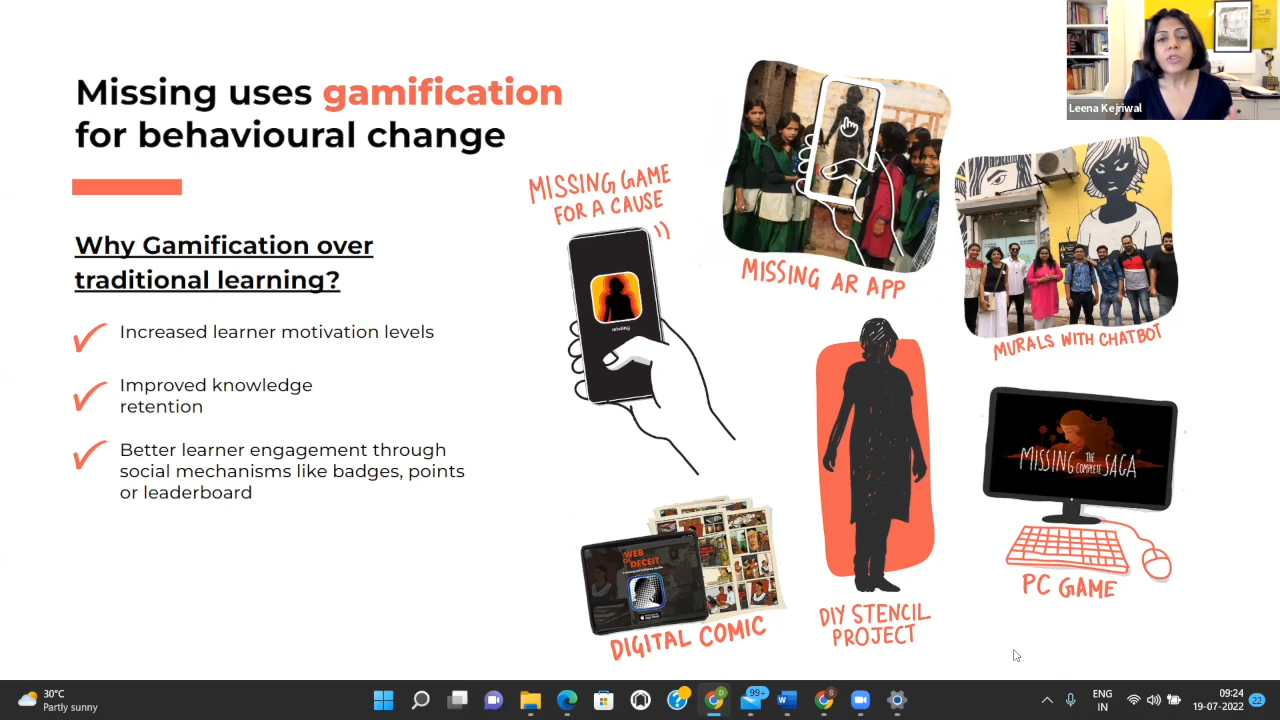 Missing uses gamification
for behavioural change
Why Gamification over
traditional learning?
Increased learner motivation levels
Improved knowledge
retention
Better learner engagement through
social mechanisms like badges, points
or leaderboard
MISSING GAME
FOR A CAUSE
missing
MISSING AR APP
Leena Kejriwal
MURALS WITH CHATBOT
WEB
OF
DECEIT
DIGITAL COMIC
DIY STENCIL
PROJECT
MISSING THE COMPLETE SAGA
PC GAME
30°C
Partly sunny
99+
D
W
S
ENG
IN
09:24
19-07-2022
22